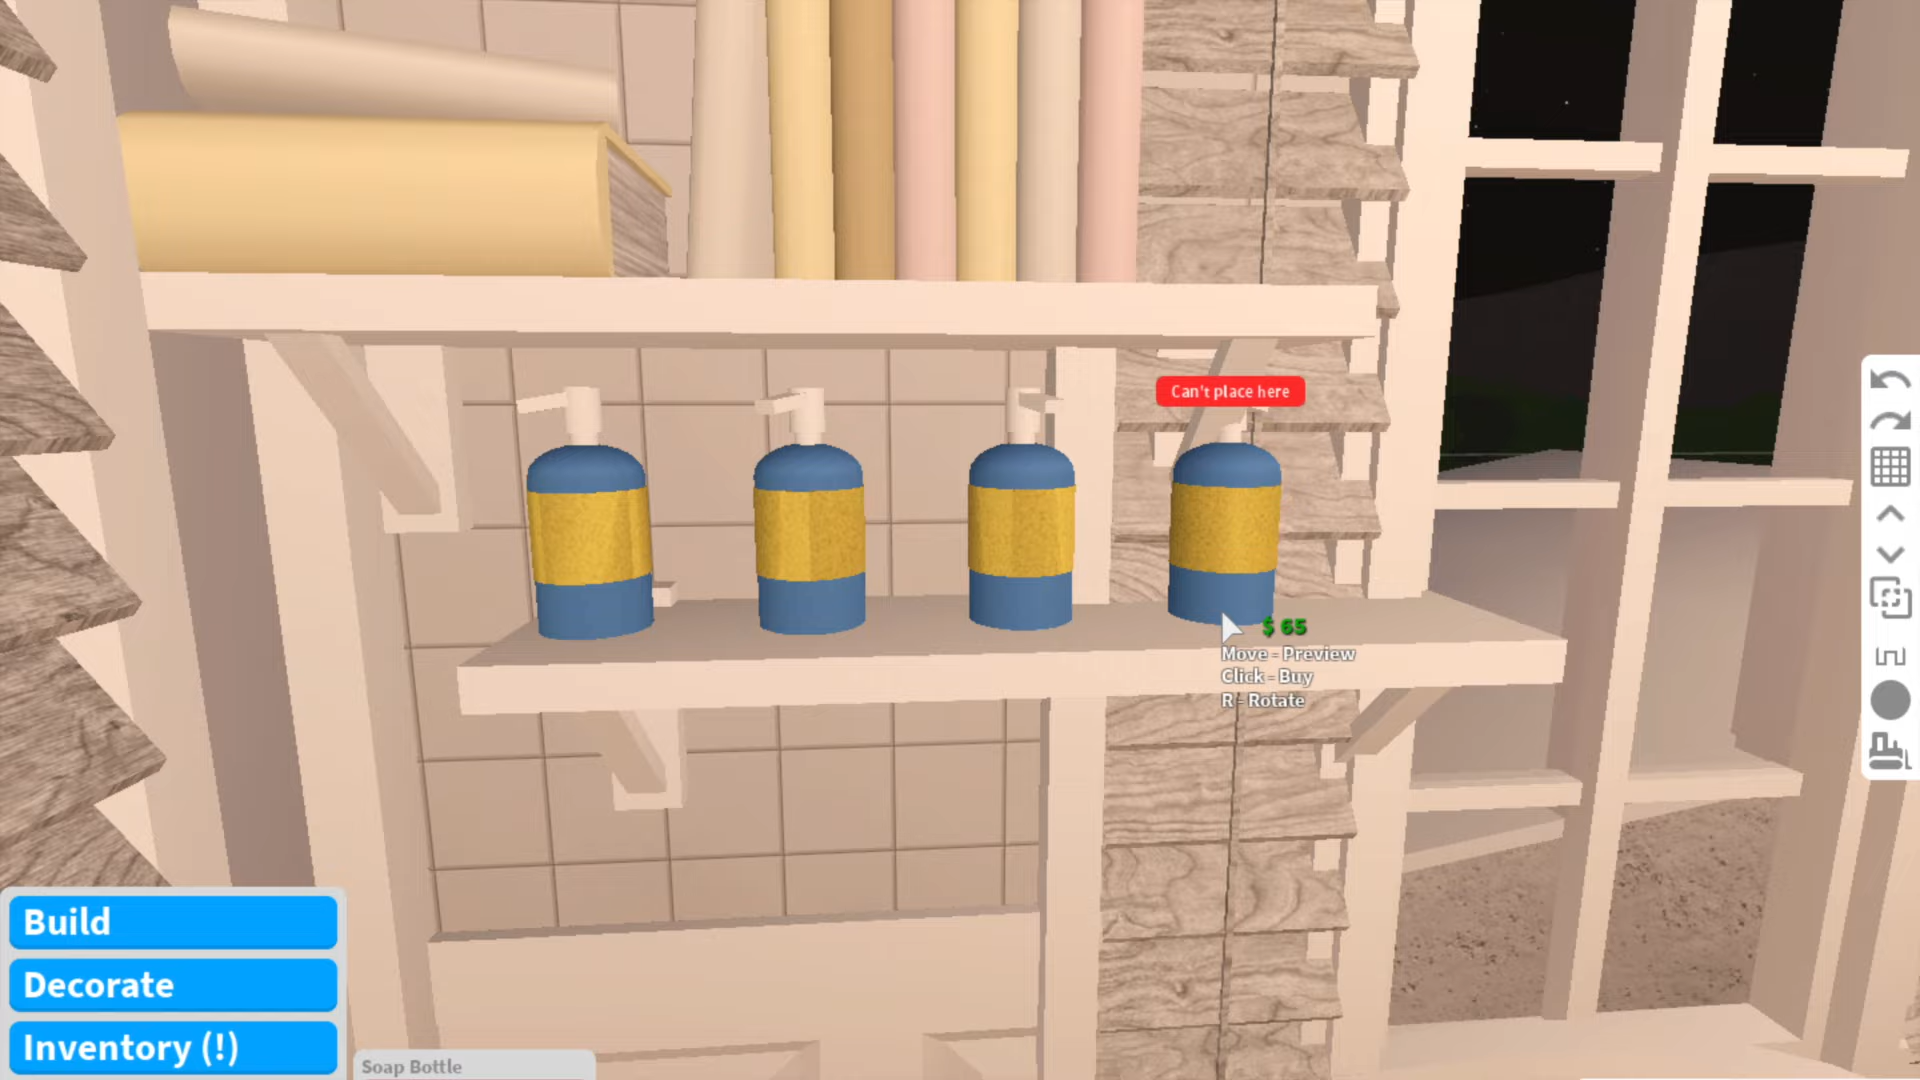 Can't place here
$ 65
Move - Preview
Click - Buy
R - Rotate
Build
Decorate
Inventory (!)
Soap Bottle